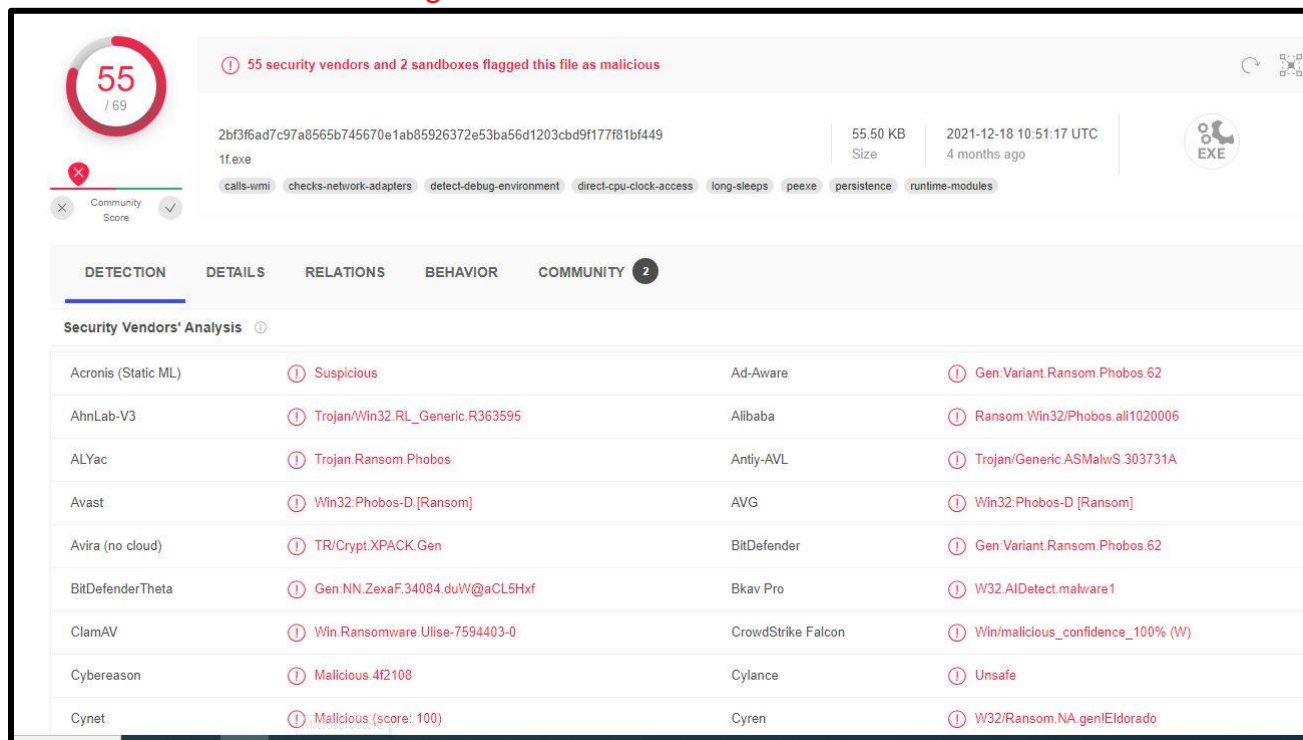 55
/ 69
55 security vendors and 2 sandboxes flagged this file as malicious
2bf3f6ad7c97a8565b745670e1ab85926372e53ba56d1203cbd9f177f81bf449
1f.exe
55.50 KB
Size
2021-12-18 10:51:17 UTC
4 months ago
EXE
calls-wmi checks-network-adapters detect-debug-environment direct-cpu-clock-access long-sleeps peexe persistence runtime-modules
Community
Score
DETECTION DETAILS RELATIONS BEHAVIOR COMMUNITY 2
Security Vendors' Analysis
Acronis (Static ML) Suspicious Ad-Aware Gen:Variant.Ransom.Phobos.62
AhnLab-V3 Trojan/Win32.RL_Generic.R363595 Alibaba Ransom:Win32/Phobos.ali1020006
ALYac Trojan.Ransom.Phobos Antiy-AVL Trojan/Generic.ASMalwS.303731A
Avast Win32:Phobos-D [Ransom] AVG Win32:Phobos-D [Ransom]
Avira (no cloud) TR/Crypt.XPACK.Gen BitDefender Gen:Variant.Ransom.Phobos.62
BitDefenderTheta Gen:NN.ZexaF.34084.duW@aCL5Hxf Bkav Pro W32.AIDetect.malware1
ClamAV Win.Ransomware.Ulise-7594403-0 CrowdStrike Falcon Win/malicious_confidence_100% (W)
Cybereason Malicious.4f2108 Cylance Unsafe
Cynet Malicious (score: 100) Cyren W32/Ransom.NA.gen!Eldorado